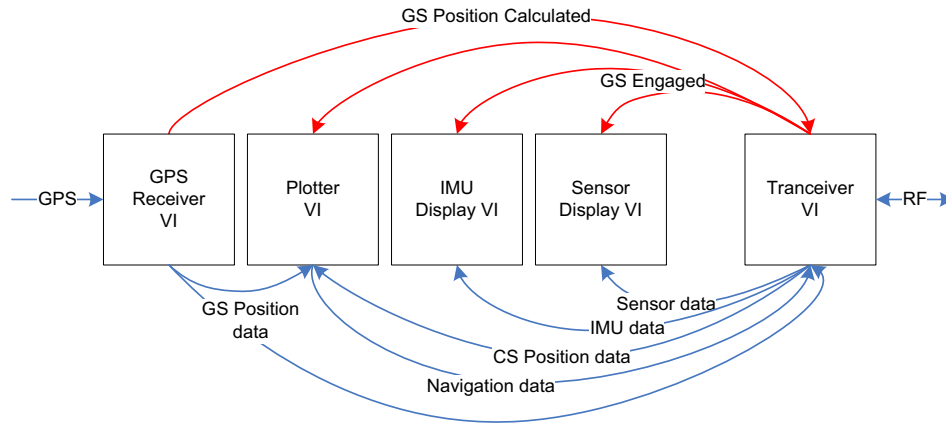 GS Position Calculated
GS Engaged
GPS
GPS
Receiver
VI
Plotter
VI
IMU
Display VI
Sensor
Display VI
Tranceiver
VI
RF
GS Position
data
Sensor data
IMU data
CS Position data
Navigation data